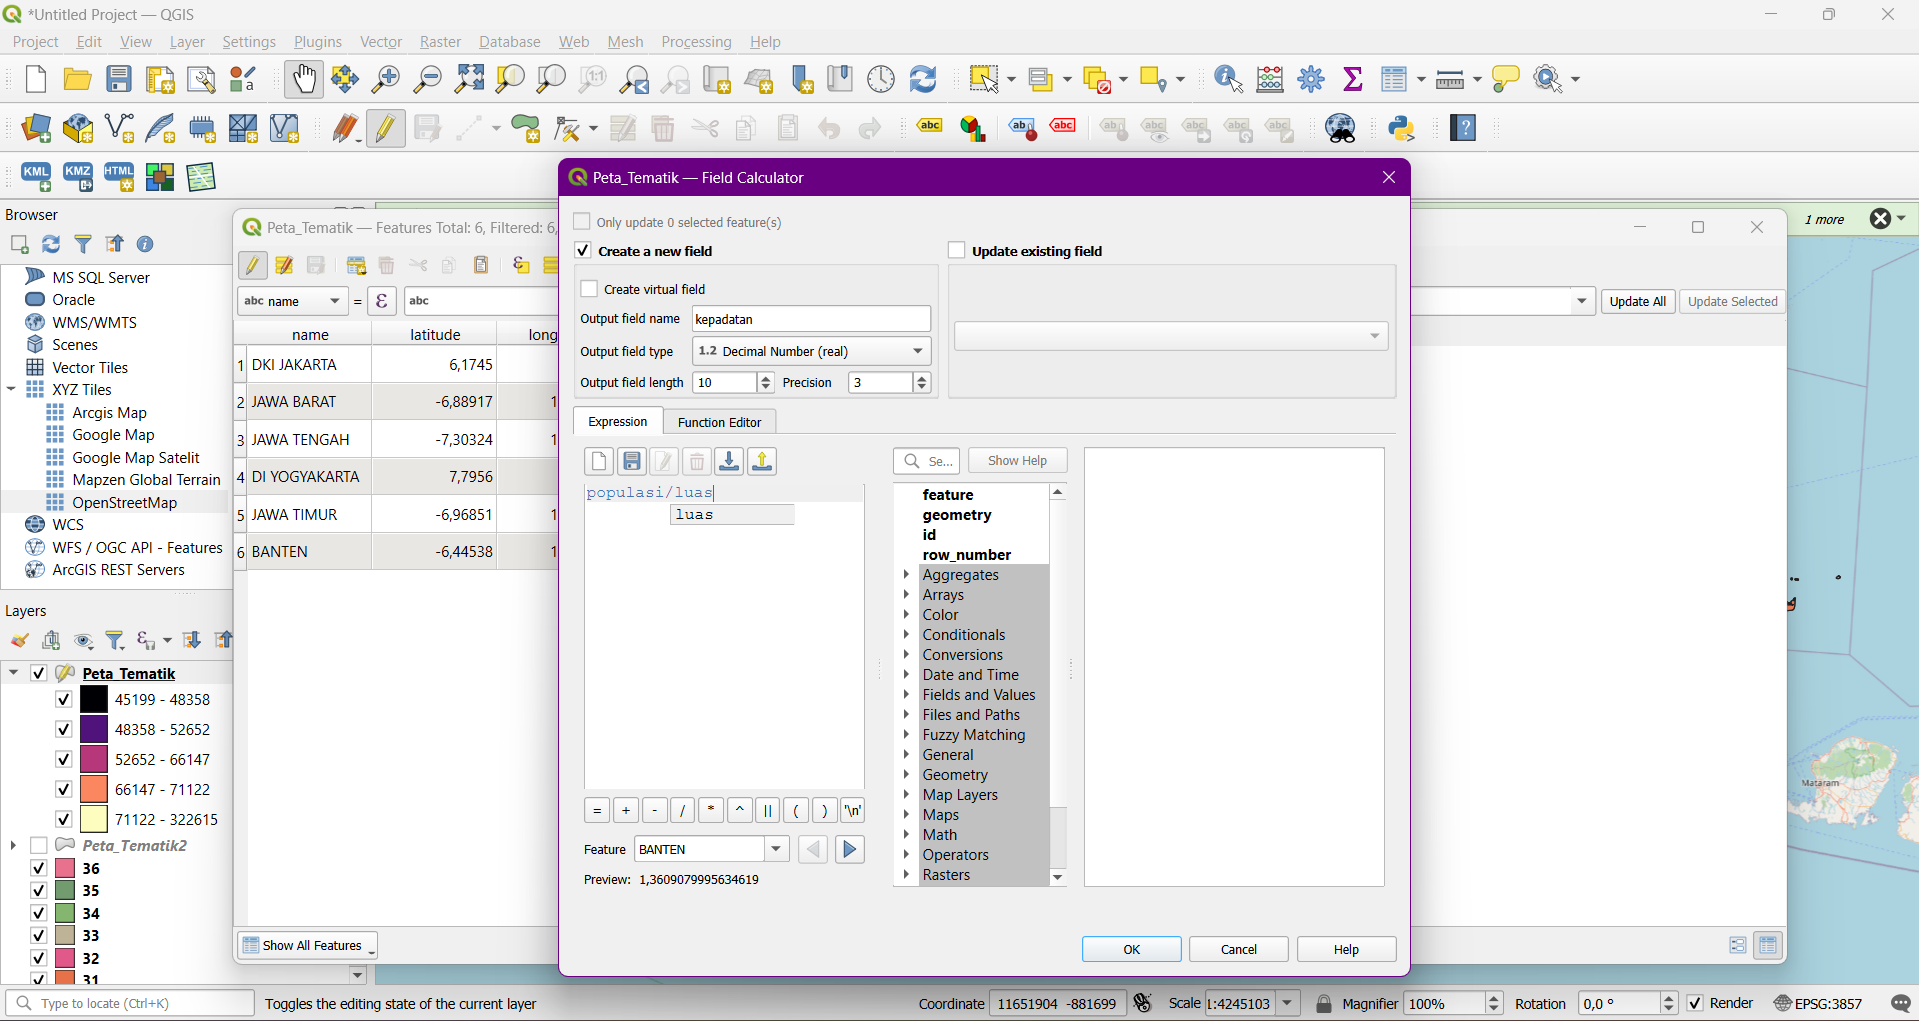 *Untitled Project — QGIS
Project Edit View Layer Settings Plugins Vector Raster Database Web Mesh Processing Help
KML KMZ HTML
Browser
MS SQL Server
Oracle
WMS/WMTS
Scenes
Vector Tiles
XYZ Tiles
Arcgis Map
Google Map
Google Map Satelit
Mapzen Global Terrain
OpenStreetMap
WCS
WFS / OGC API - Features
ArcGIS REST Servers
Layers
Peta_Tematik
45199 - 48358
48358 - 52652
52652 - 66147
66147 - 71122
71122 - 322615
Peta_Tematik2
36
35
34
33
32
31
Peta_Tematik — Features Total: 6, Filtered: 6,
abc name = ε abc
Update All Update Selected
name latitude long
1 DKI JAKARTA 6,1745
2 JAWA BARAT -6,88917 1
3 JAWA TENGAH -7,30324 1
4 DI YOGYAKARTA 7,7956
5 JAWA TIMUR -6,96851 1
6 BANTEN -6,44538 1
Show All Features
Peta_Tematik — Field Calculator
Only update 0 selected feature(s)
Create a new field
Update existing field
Create virtual field
Output field name kepadatan
Output field type 1.2 Decimal Number (real)
Output field length 10 Precision 3
Expression Function Editor
Se... Show Help
populasi/luas
luas
feature
geometry
id
row_number
Aggregates
Arrays
Color
Conditionals
Conversions
Date and Time
Fields and Values
Files and Paths
Fuzzy Matching
General
Geometry
Map Layers
Maps
Math
Operators
Rasters
= + - / * ^ || ( ) '\n'
Feature BANTEN
Preview: 1,3609079995634619
OK Cancel Help
1 more
Mataram
Type to locate (Ctrl+K)
Toggles the editing state of the current layer
Coordinate 11651904 -881699 Scale 1:4245103 Magnifier 100% Rotation 0,0 ° Render EPSG:3857